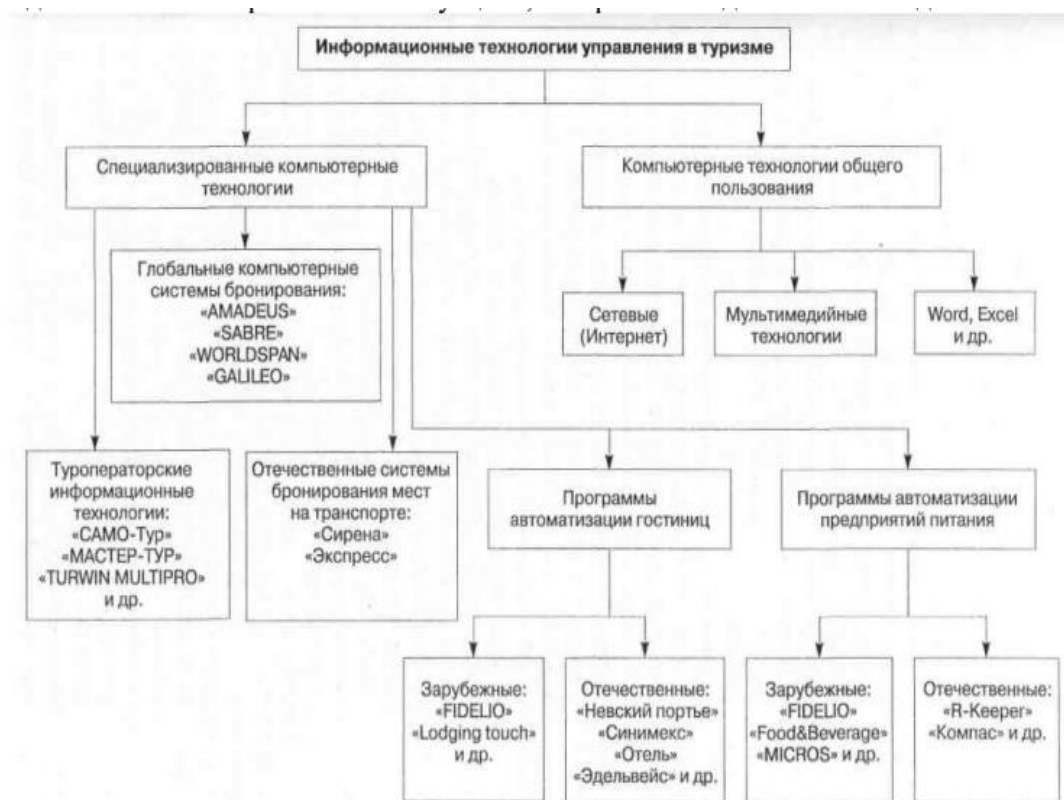 Информационные технологии управления в туризме
Специализированные компьютерные
технологии
Компьютерные технологии общего
пользования
Глобальные компьютерные
системы бронирования:
«AMADEUS»
«SABRE»
«WORLDSPAN»
«GALILEO»
Сетевые
(Интернет)
Мультимедийные
технологии
Word, Excel
и др.
Туроператорские
информационные
технологии:
«САМО-Тур»
«МАСТЕР-ТУР»
«TURWIN MULTIPRO»
и др.
Отечественные системы
бронирования мест
на транспорте:
«Сирена»
«Экспресс»
Программы
автоматизации гостиниц
Программы автоматизации
предприятий питания
Зарубежные:
«FIDELIO»
«Lodging touch»
и др.
Отечественные:
«Невский портье»
«Синимекс»
«Отель»
«Эдельвейс» и др.
Зарубежные:
«FIDELIO»
«Food&Beverage»
«MICROS» и др.
Отечественные:
«R-Keeper»
«Компас» и др.